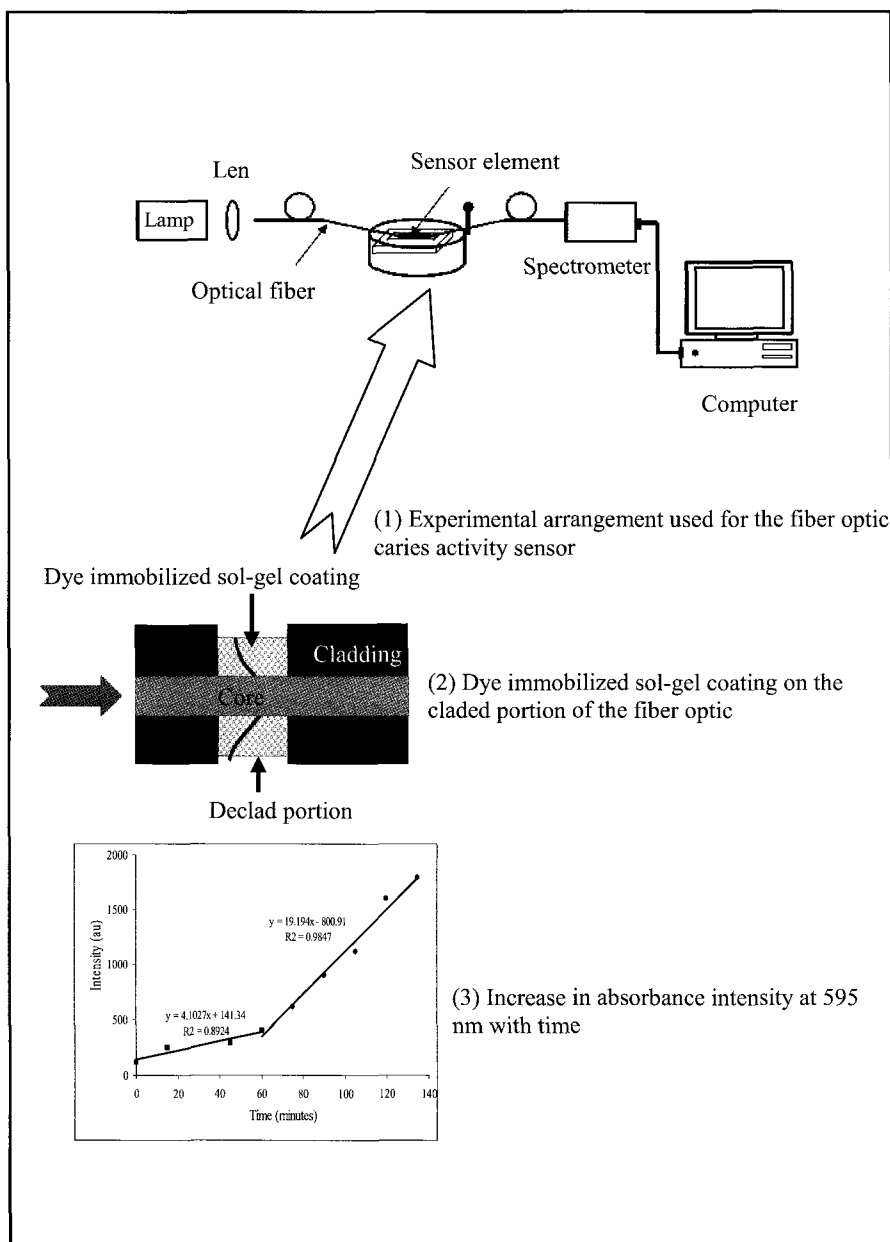 Sensor element
Len
Lamp
Optical fiber
Spectrometer
Computer
(1) Experimental arrangement used for the fiber optic
caries activity sensor
Dye immobilized sol-gel coating
Cladding
Core
(2) Dye immobilized sol-gel coating on the
claded portion of the fiber optic
Declad portion
2000
1500
1000
500
0
Intensity (au)
y = 19.194x - 800.91
R2 = 0.9847
y = 4.1027x + 141.34
R2 = 0.8924
0 20 40 60 80 100 120 140
Time (minutes)
(3) Increase in absorbance intensity at 595
nm with time